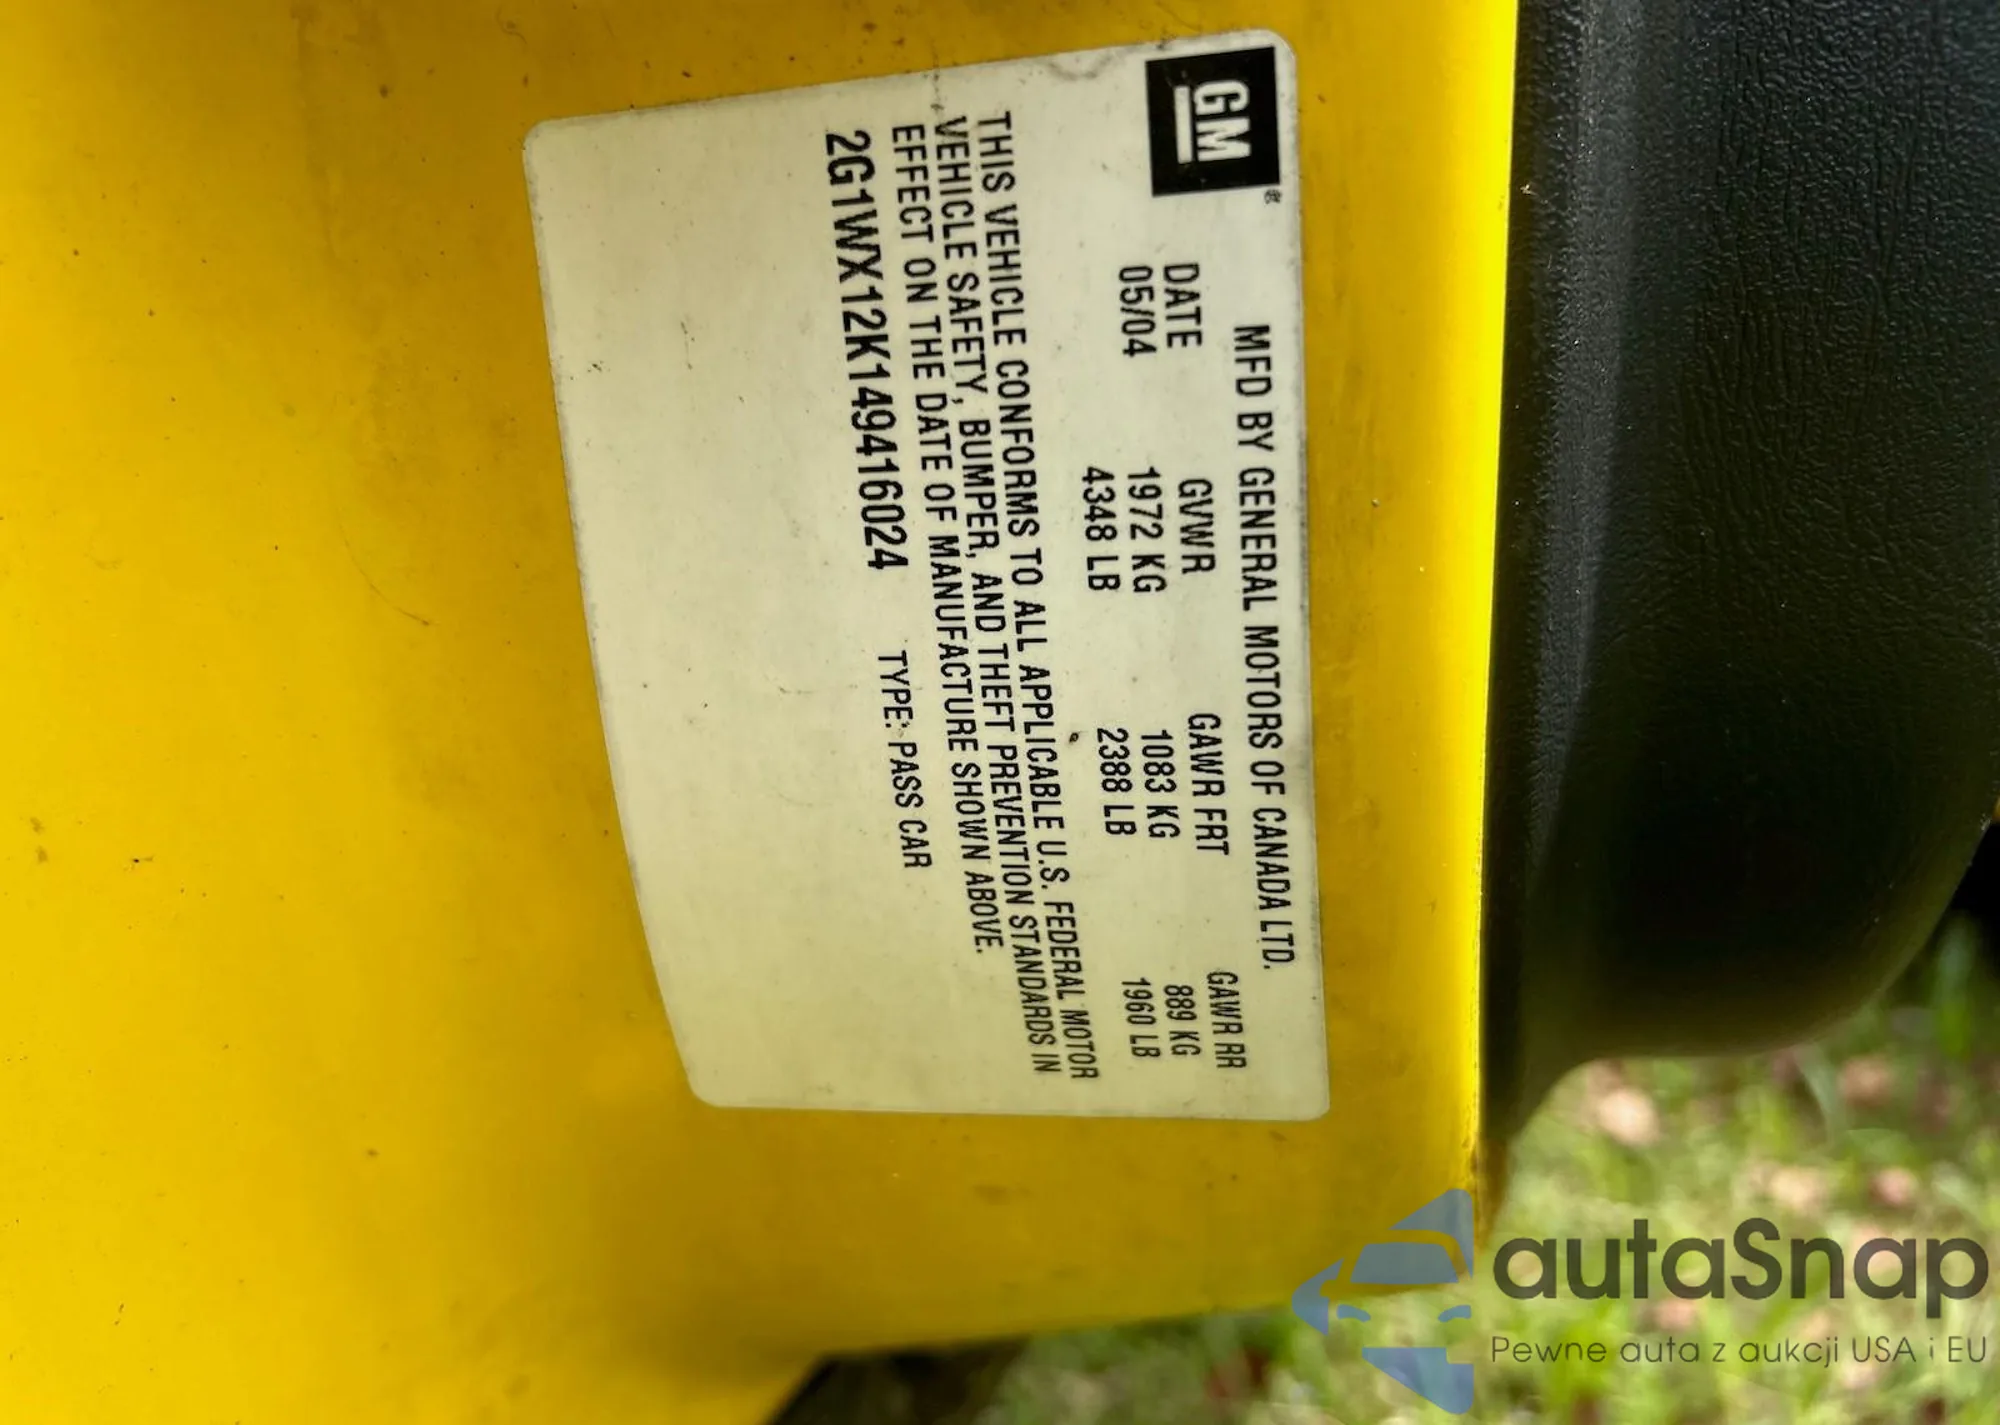 GM®
MFD BY GENERAL MOTORS OF CANADA LTD.
DATE GVWR GAWR FRT GAWR RR
05/04 1972 KG 1083 KG 889 KG
4348 LB 2388 LB 1960 LB
THIS VEHICLE CONFORMS TO ALL APPLICABLE U.S. FEDERAL MOTOR
VEHICLE SAFETY, BUMPER, AND THEFT PREVENTION STANDARDS IN
EFFECT ON THE DATE OF MANUFACTURE SHOWN ABOVE.
2G1WX12K149416024 TYPE: PASS CAR
autaSnap
Pewne auta z aukcji USA i EU